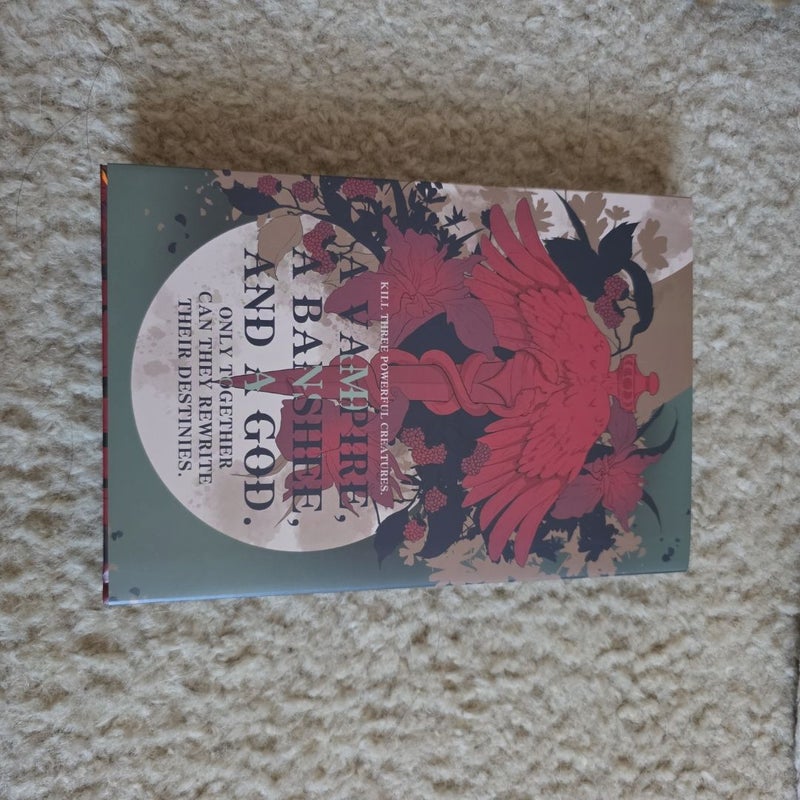 KILL THREE POWERFUL CREATURES.
A VAMPIRE,
A BANSHEE,
AND A GOD.
ONLY TOGETHER
CAN THEY REWRITE
THEIR DESTINIES.